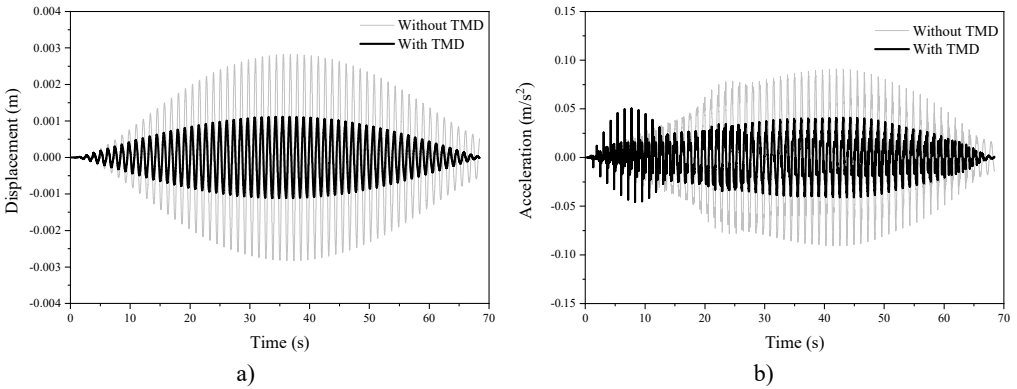 0.004
0.003
0.002
0.001
0.000
-0.001
-0.002
-0.003
-0.004
Displacement (m)
0 10 20 30 40 50 60 70
Time (s)
Without TMD
With TMD
a)
0.15
0.10
0.05
0.00
-0.05
-0.10
-0.15
Acceleration (m/s²)
0 10 20 30 40 50 60 70
Time (s)
Without TMD
With TMD
b)